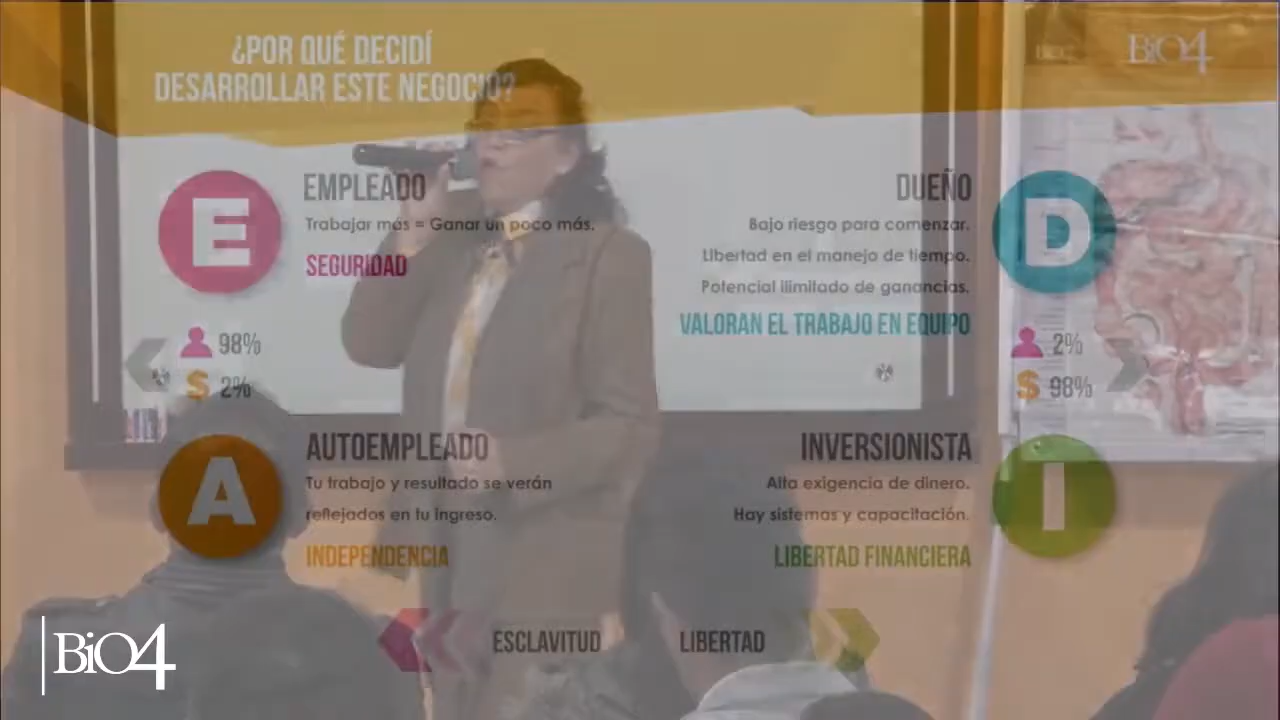 ¿POR QUÉ DECIDÍ
DESARROLLAR ESTE NEGOCIO?
BiO4
E
EMPLEADO
Trabajar más = Ganar un poco más.
SEGURIDAD
98%
$ 2%
DUEÑO
Bajo riesgo para comenzar.
Libertad en el manejo de tiempo.
Potencial ilimitado de ganancias.
VALORAN EL TRABAJO EN EQUIPO
D
2%
$ 98%
A
AUTOEMPLEADO
Tu trabajo y resultado se verán
reflejados en tu ingreso.
INDEPENDENCIA
INVERSIONISTA
Alta exigencia de dinero.
Hay sistemas y capacitación.
LIBERTAD FINANCIERA
I
ESCLAVITUD
LIBERTAD
BiO4